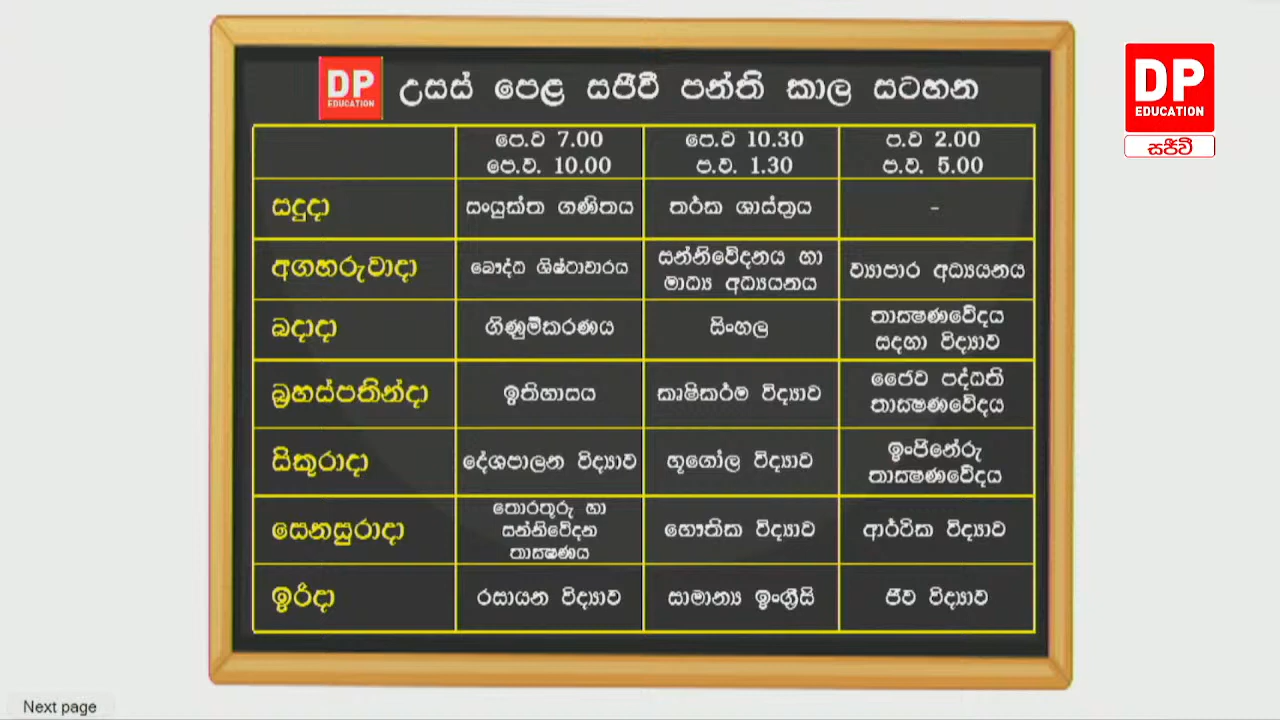 DP
EDUCATION
උසස් පෙළ සජීවී පන්ති කාල සටහන
DP
EDUCATION
සජීවී
පෙ.ව 7.00
පෙ.ව. 10.00
පෙ.ව 10.30
ප.ව. 1.30
ප.ව 2.00
ප.ව. 5.00
සඳුදා
සංයුක්ත ගණිතය
තර්ක ශාස්ත්‍රය
-
අගහරුවාදා
බෞද්ධ ශිෂ්ටාචාරය
සන්නිවේදනය හා
මාධ්‍ය අධ්‍යයනය
ව්‍යාපාර අධ්‍යයනය
බදාදා
ගිණුම්කරණය
සිංහල
තාක්ෂණවේදය
සඳහා විද්‍යාව
බ්‍රහස්පතින්දා
ඉතිහාසය
කෘෂිකර්ම විද්‍යාව
ජෛව පද්ධති
තාක්ෂණවේදය
සිකුරාදා
දේශපාලන විද්‍යාව
භූගෝල විද්‍යාව
ඉංජිනේරු
තාක්ෂණවේදය
සෙනසුරාදා
තොරතුරු හා
සන්නිවේදන
තාක්ෂණය
භෞතික විද්‍යාව
ආර්ථික විද්‍යාව
ඉරිදා
රසායන විද්‍යාව
සාමාන්‍ය ඉංග්‍රීසි
ජීව විද්‍යාව
Next page